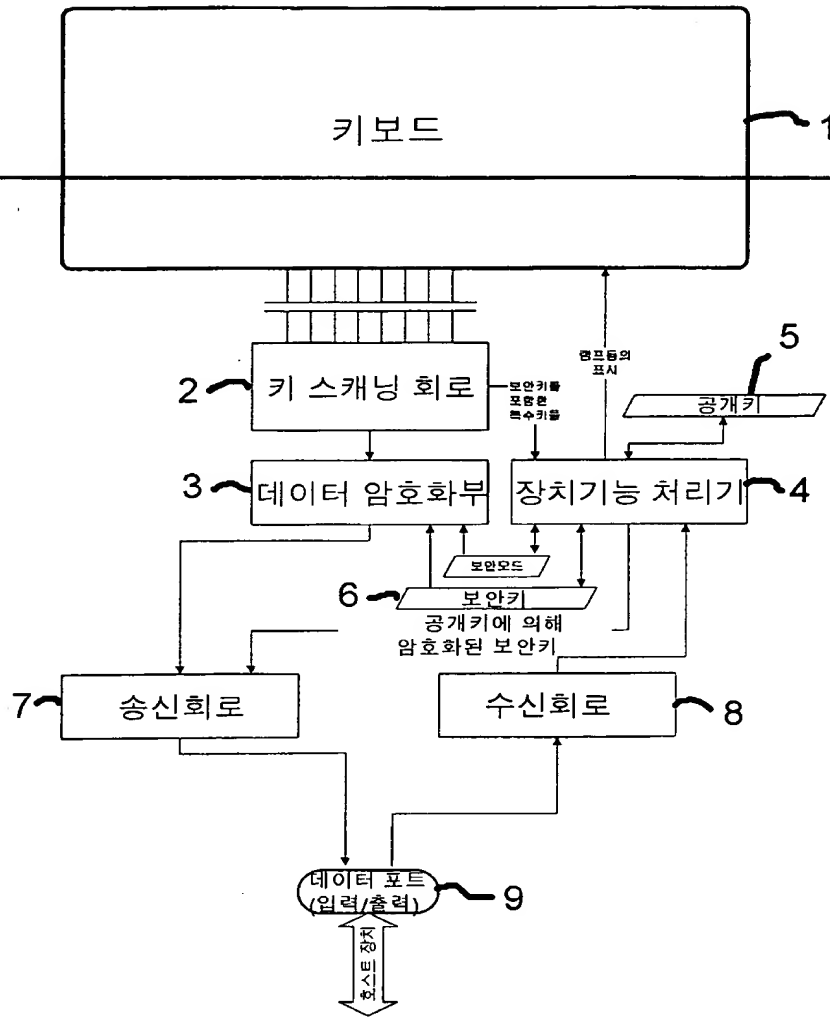 키보드
1
램프등의
표시
5
공개키
2
키 스캐닝 회로
보안키를
포함한
특수키들
3
데이터 암호화부
장치기능 처리기
4
보안모드
6
보안키
공개키에 의해
암호화된 보안키
7
송신회로
수신회로
8
데이터 포트
(입력/출력)
9
호스트 장치